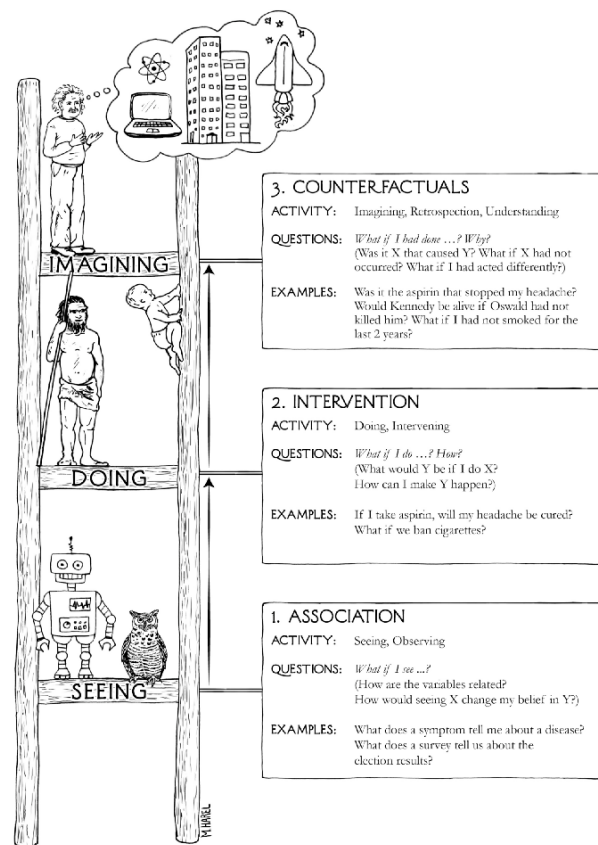 3. COUNTERFACTUALS
ACTIVITY: Imagining, Retrospection, Understanding
QUESTIONS: What if I had done ...? Why?
(Was it X that caused Y? What if X had not
occurred? What if I had acted differently?)
EXAMPLES: Was it the aspirin that stopped my headache?
Would Kennedy be alive if Oswald had not
killed him? What if I had not smoked for the
last 2 years?
IMAGINING
2. INTERVENTION
ACTIVITY: Doing, Intervening
QUESTIONS: What if I do ...? How?
(What would Y be if I do X?
How can I make Y happen?)
EXAMPLES: If I take aspirin, will my headache be cured?
What if we ban cigarettes?
DOING
1. ASSOCIATION
ACTIVITY: Seeing, Observing
QUESTIONS: What if I see ...?
(How are the variables related?
How would seeing X change my belief in Y?)
EXAMPLES: What does a symptom tell me about a disease?
What does a survey tell us about the
election results?
SEEING
M. HAREL